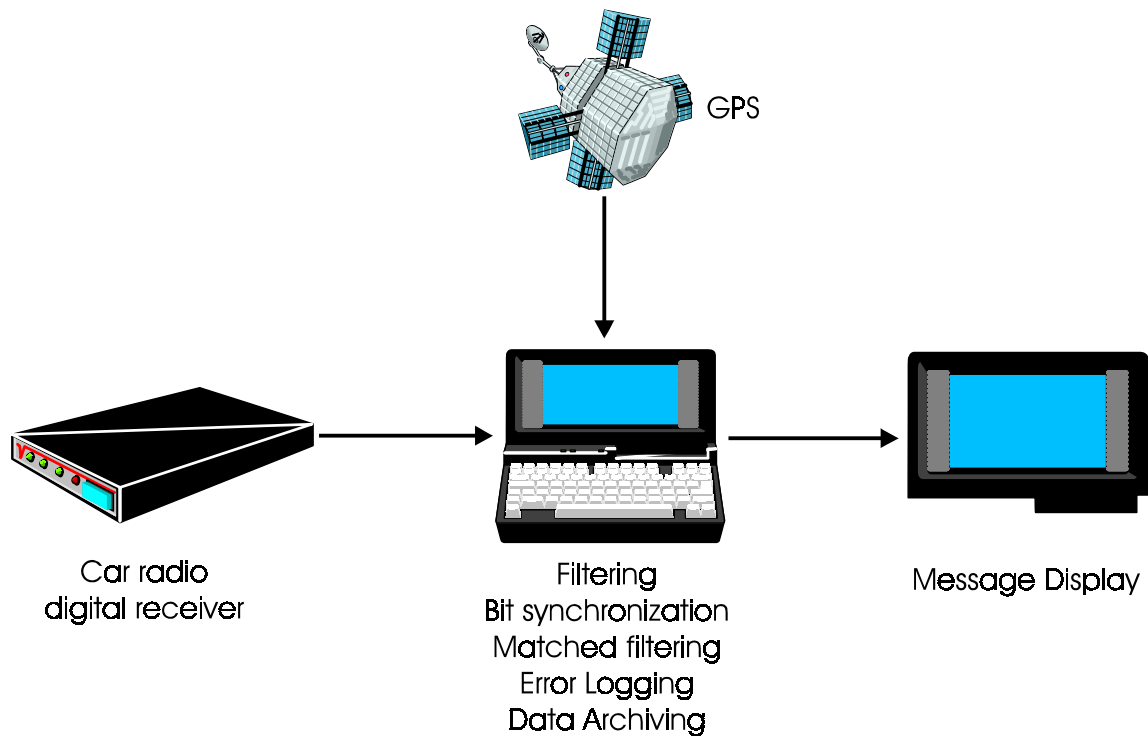 GPS
Car radio
digital receiver
Filtering
Bit synchronization
Matched filtering
Error Logging
Data Archiving
Message Display